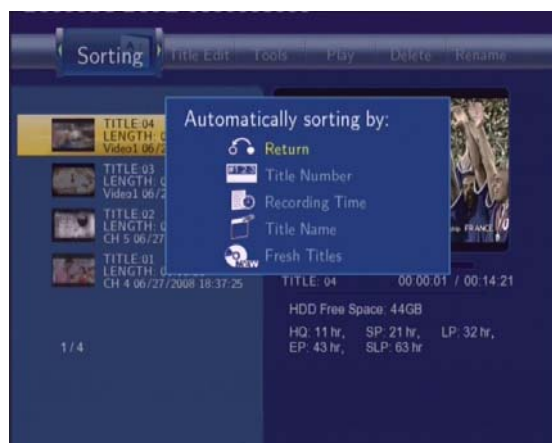 Sorting Title Edit Tools Play Delete Rename
Automatically sorting by:
Return
Title Number
Recording Time
Title Name
Fresh Titles
TITLE:04
LENGTH:
Video1 06/2
TITLE:03
LENGTH:
Video1 06/2
TITLE:02
LENGTH:
CH 5 06/27
TITLE:01
LENGTH:
CH 4 06/27/2008 18:37:25
1/4
FRANCE
TITLE: 04 00:00:01 / 00:14:21
HDD Free Space: 44GB
HQ: 11 hr, SP: 21 hr, LP: 32 hr,
EP: 43 hr, SLP: 63 hr